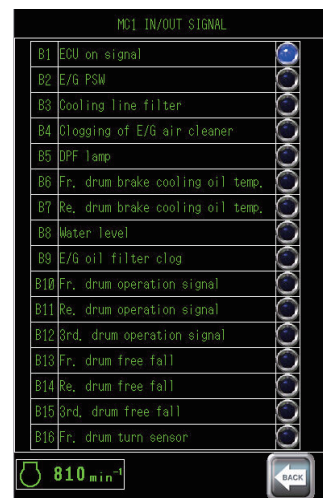 MC1 IN/OUT SIGNAL
B1 ECU on signal
B2 E/G PSW
B3 Cooling line filter
B4 Clogging of E/G air cleaner
B5 DPF lamp
B6 Fr. drum brake cooling oil temp.
B7 Re. drum brake cooling oil temp.
B8 Water level
B9 E/G oil filter clog
B10 Fr. drum operation signal
B11 Re. drum operation signal
B12 3rd. drum operation signal
B13 Fr. drum free fall
B14 Re. drum free fall
B15 3rd. drum free fall
B16 Fr. drum turn sensor
810 min⁻¹
BACK